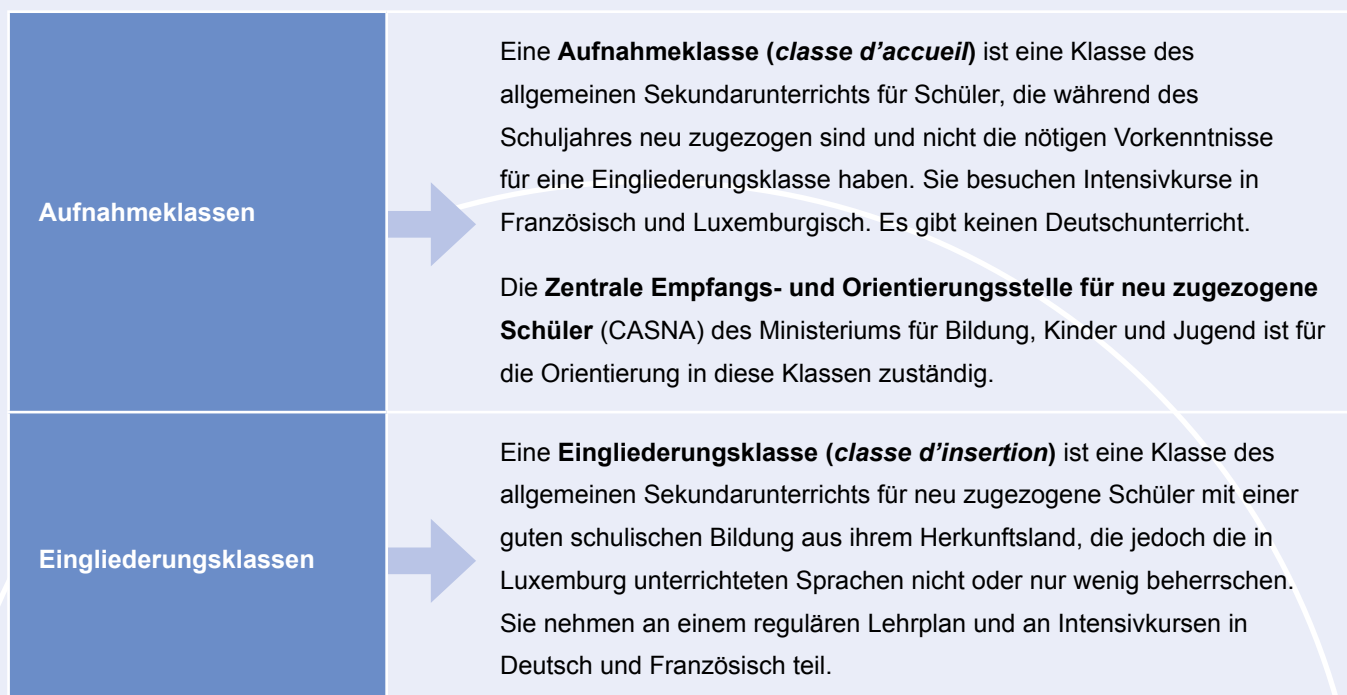 Aufnahmeklassen
Eine Aufnahmeklasse (classe d’accueil) ist eine Klasse des
allgemeinen Sekundarunterrichts für Schüler, die während des
Schuljahres neu zugezogen sind und nicht die nötigen Vorkenntnisse
für eine Eingliederungsklasse haben. Sie besuchen Intensivkurse in
Französisch und Luxemburgisch. Es gibt keinen Deutschunterricht.
Die Zentrale Empfangs- und Orientierungsstelle für neu zugezogene
Schüler (CASNA) des Ministeriums für Bildung, Kinder und Jugend ist für
die Orientierung in diese Klassen zuständig.
Eingliederungsklassen
Eine Eingliederungsklasse (classe d’insertion) ist eine Klasse des
allgemeinen Sekundarunterrichts für neu zugezogene Schüler mit einer
guten schulischen Bildung aus ihrem Herkunftsland, die jedoch die in
Luxemburg unterrichteten Sprachen nicht oder nur wenig beherrschen.
Sie nehmen an einem regulären Lehrplan und an Intensivkursen in
Deutsch und Französisch teil.